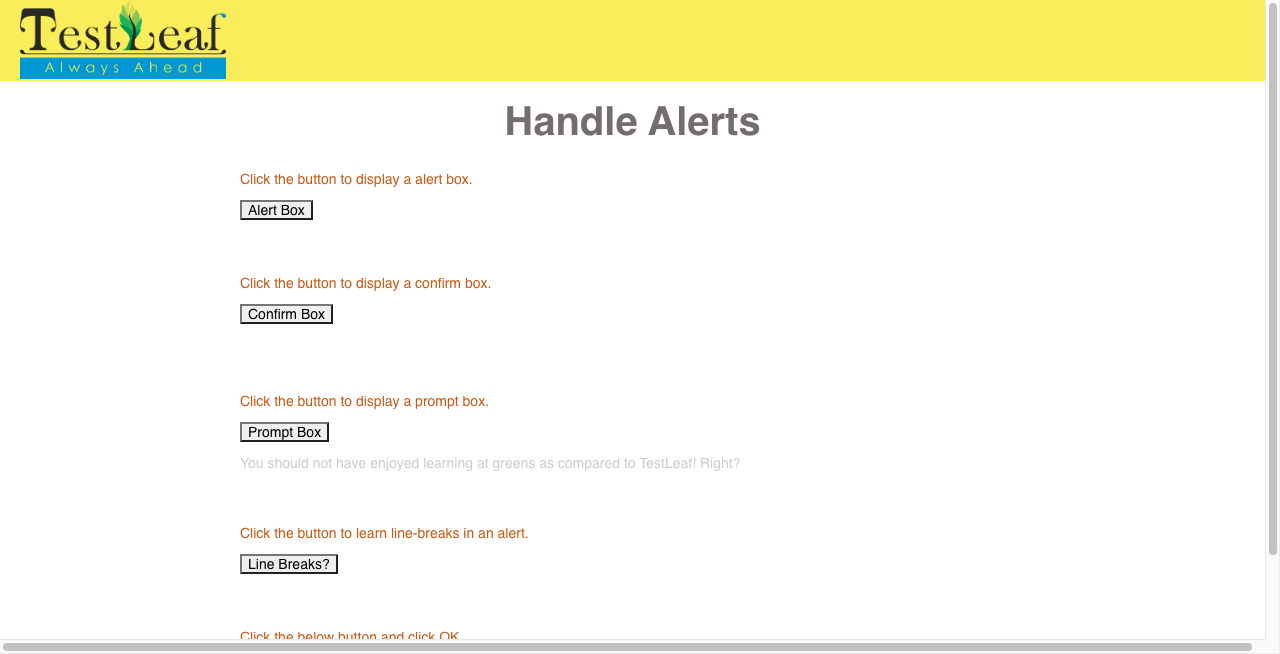 TestLeaf
Always Ahead
Handle Alerts
Click the button to display a alert box.
Alert Box
Click the button to display a confirm box.
Confirm Box
Click the button to display a prompt box.
Prompt Box
You should not have enjoyed learning at greens as compared to TestLeaf! Right?
Click the button to learn line-breaks in an alert.
Line Breaks?
Click the below button and click OK